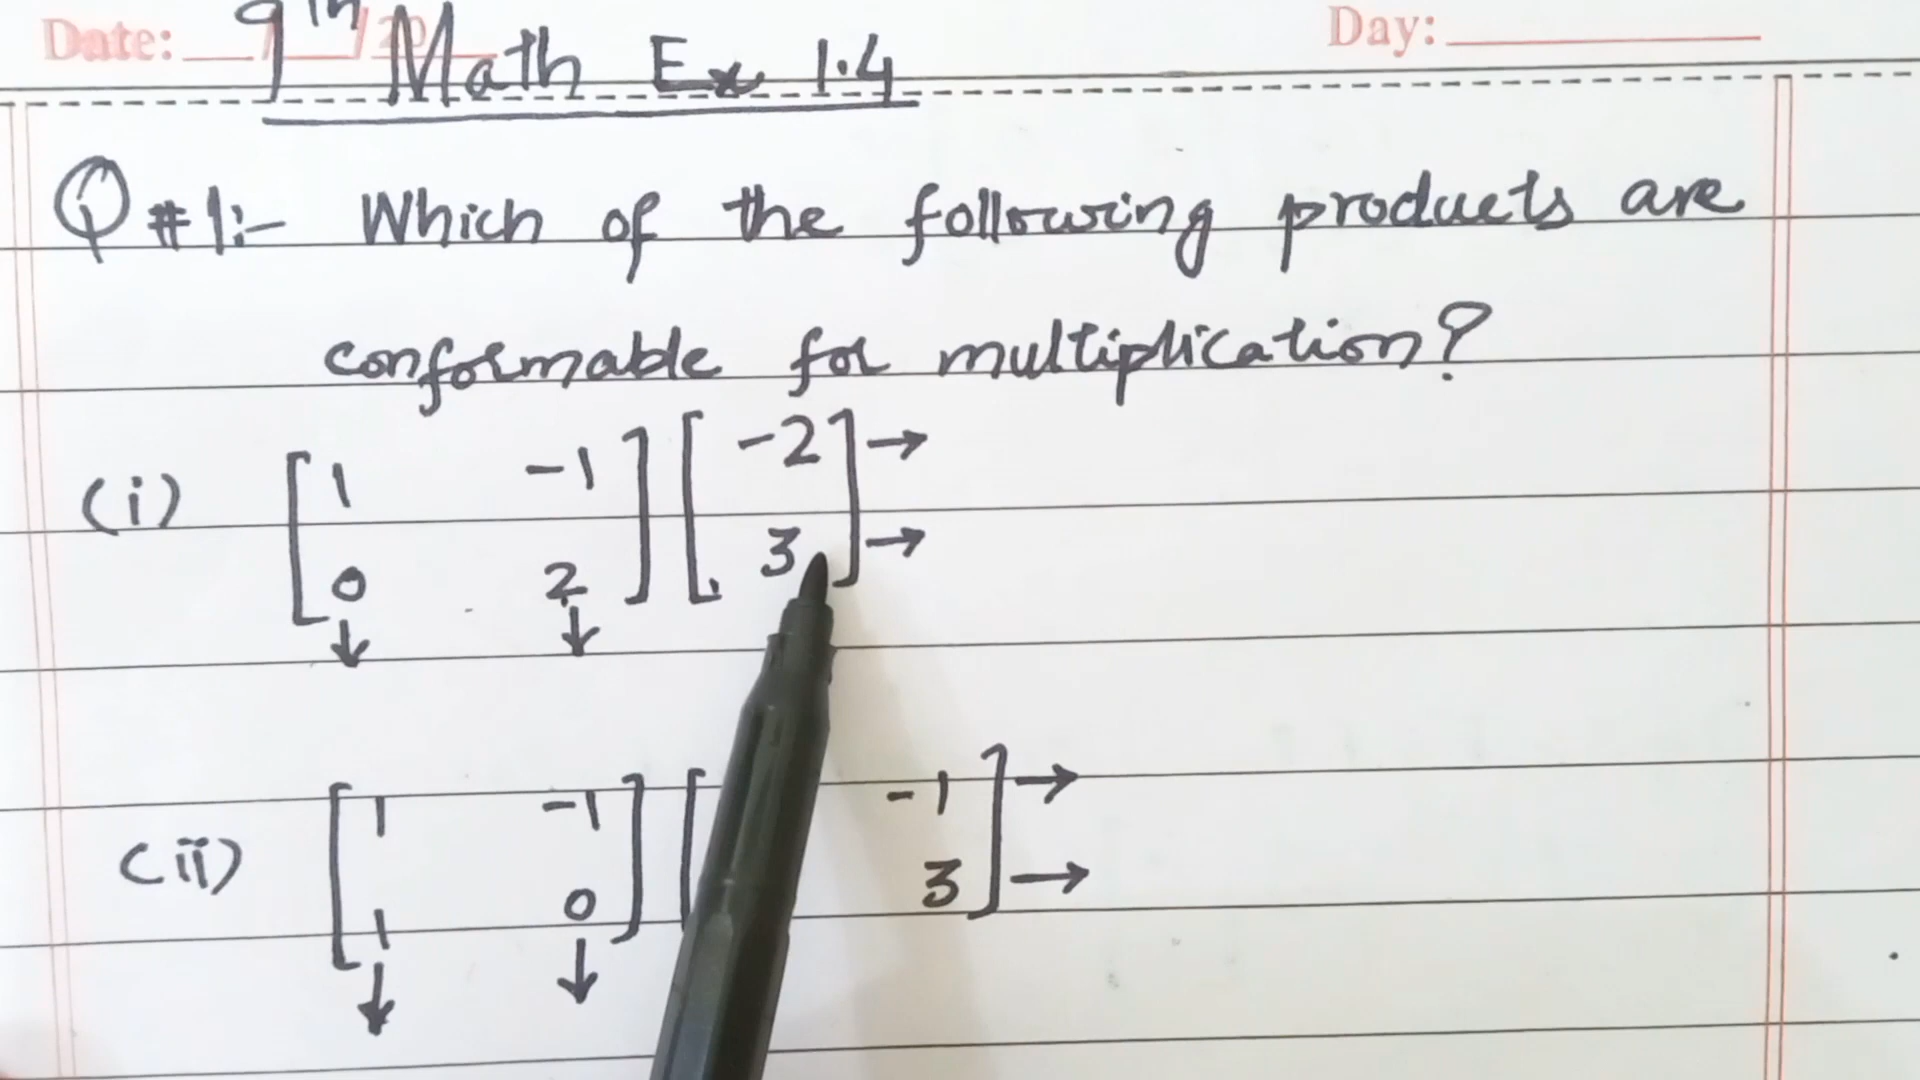 Date: / /20 Day:
9th Math Ex 1.4
Q #1:- Which of the following products are
conformable for multiplication?
(i) [1 -1] [-2] →
[0 2] [3] →
↓ ↓
(ii) [1 -1] [ -1] →
[1 0] [ 3] →
↓ ↓